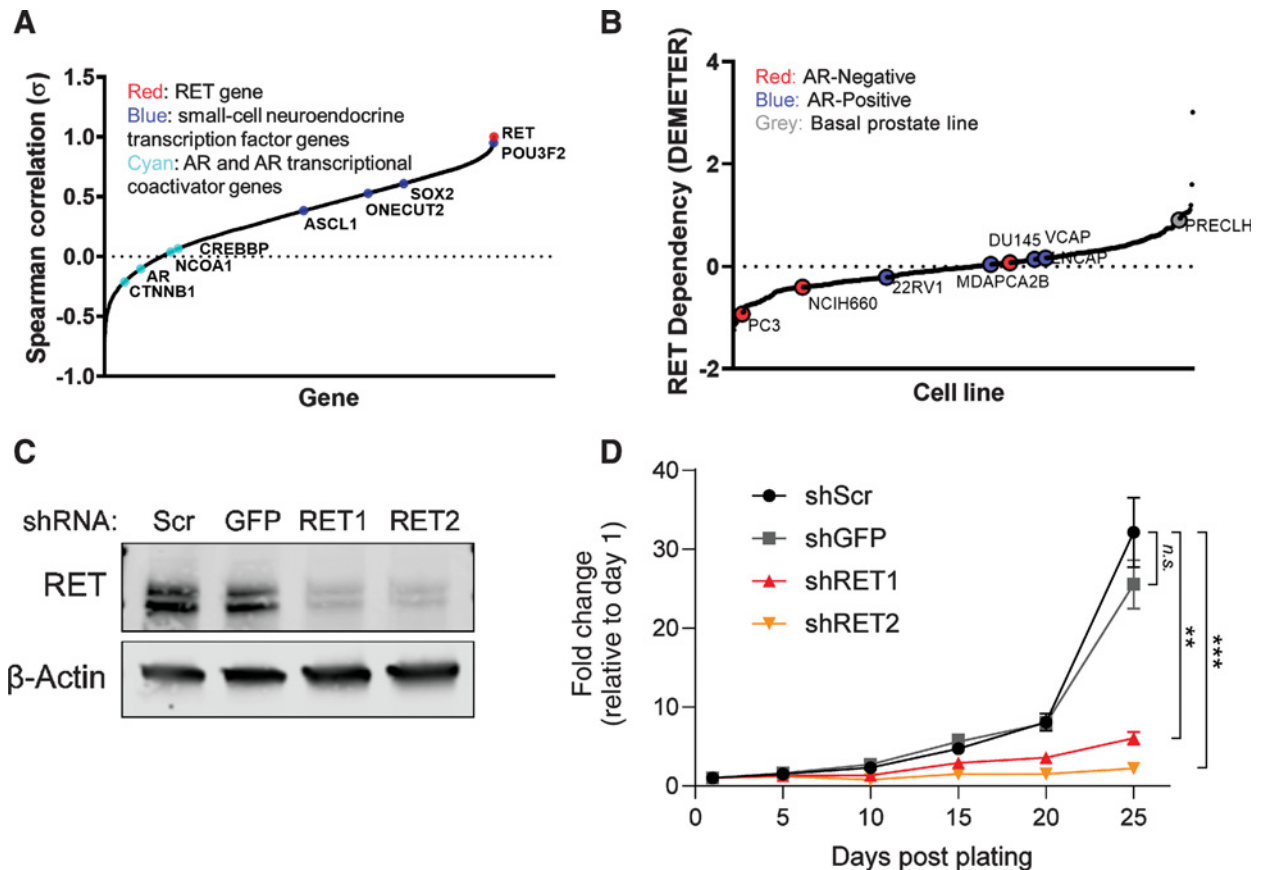 A
Spearman correlation (σ)
1.5
1.0
0.5
0.0
-0.5
-1.0
Red: RET gene
Blue: small-cell neuroendocrine
transcription factor genes
Cyan: AR and AR transcriptional
coactivator genes
RET
POU3F2
SOX2
ONECUT2
ASCL1
CREBBP
NCOA1
AR
CTNNB1
Gene
B
RET Dependency (DEMETER)
4
2
0
-2
Red: AR-Negative
Blue: AR-Positive
Grey: Basal prostate line
PC3
NCIH660
22RV1
MDAPCA2B
DU145
VCAP
LNCAP
PRECLH
Cell line
C
shRNA: Scr GFP RET1 RET2
RET
β-Actin
D
Fold change
(relative to day 1)
40
30
20
10
0
shScr
shGFP
shRET1
shRET2
n.s.
**
***
0 5 10 15 20 25
Days post plating